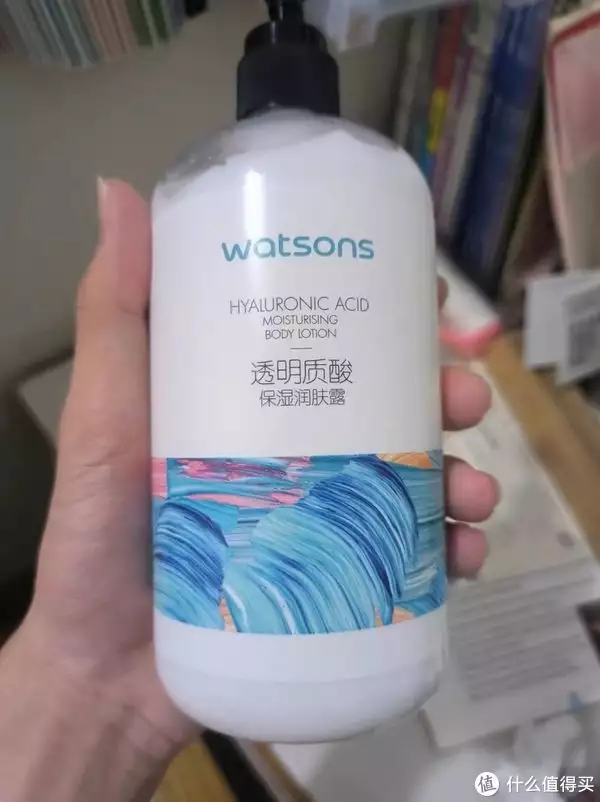 watsons
HYALURONIC ACID
MOISTURISING
BODY LOTION
透明质酸
保湿润肤露
值 什么值得买